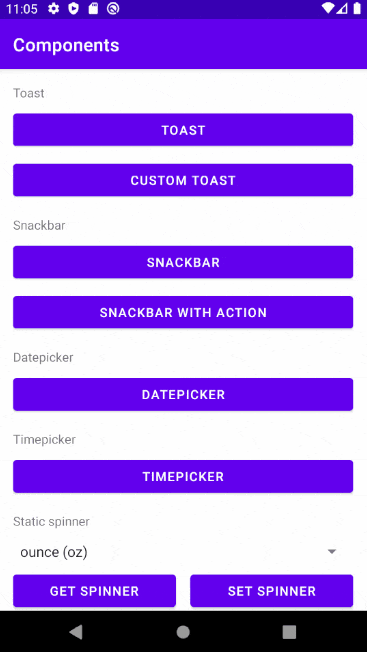 11:05
Components
Toast
TOAST
CUSTOM TOAST
Snackbar
SNACKBAR
SNACKBAR WITH ACTION
Datepicker
DATEPICKER
Timepicker
TIMEPICKER
Static spinner
ounce (oz)
GET SPINNER SET SPINNER